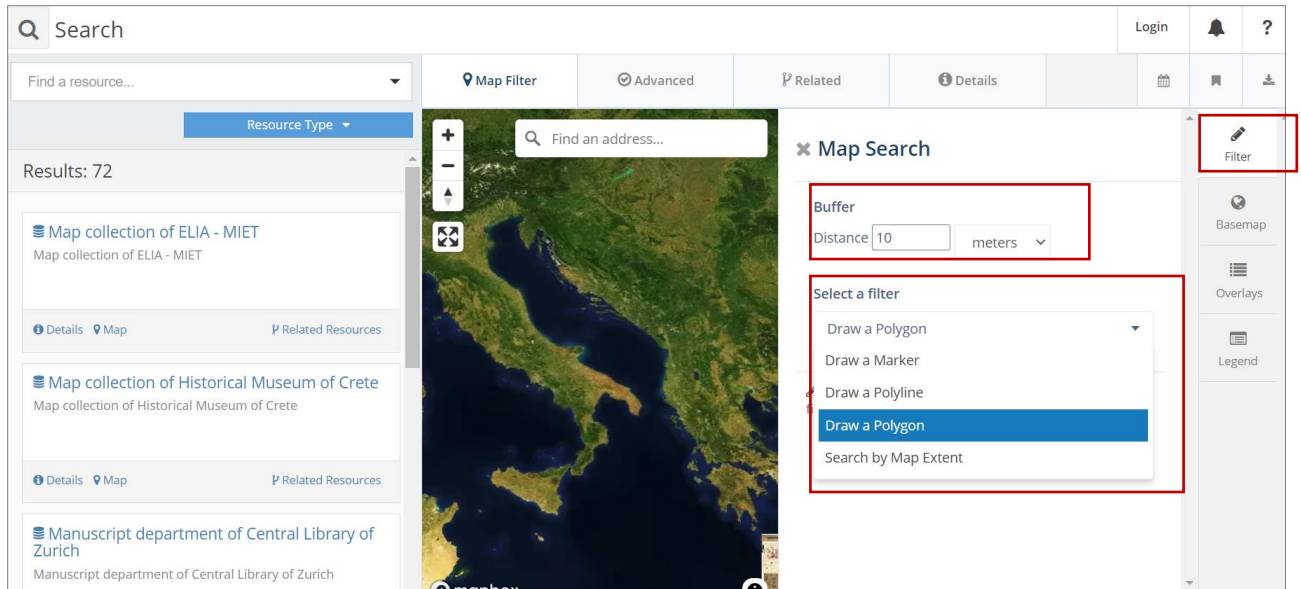 Search
Login
?
Find a resource...
Map Filter
Advanced
Related
Details
Resource Type
Results: 72
Map collection of ELIA - MIET
Map collection of ELIA - MIET
Details
Map
Related Resources
Map collection of Historical Museum of Crete
Map collection of Historical Museum of Crete
Details
Map
Related Resources
Manuscript department of Central Library of
Zurich
Manuscript department of Central Library of Zurich
Find an address...
mapbox
Map Search
Buffer
Distance 10 meters
Select a filter
Draw a Polygon
Draw a Marker
Draw a Polyline
Draw a Polygon
Search by Map Extent
Filter
Basemap
Overlays
Legend